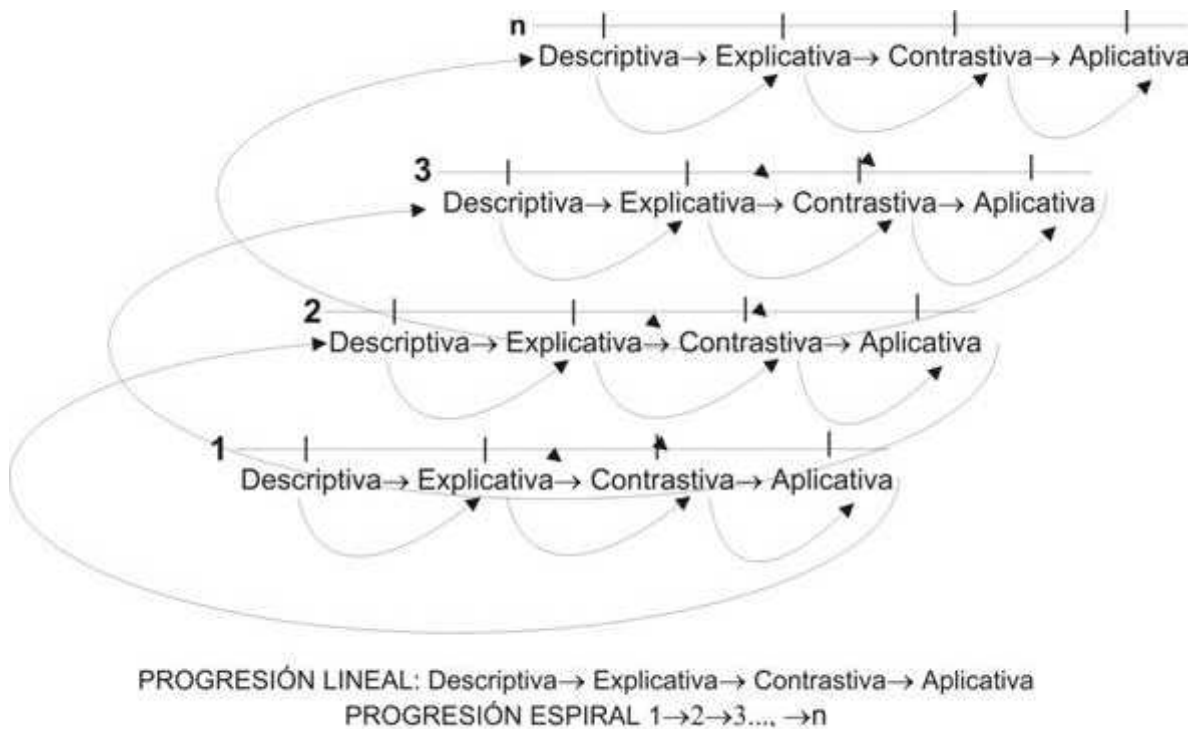 n
Descriptiva→ Explicativa→ Contrastiva→ Aplicativa
3
Descriptiva→ Explicativa→ Contrastiva→ Aplicativa
2
Descriptiva→ Explicativa→ Contrastiva→ Aplicativa
1
Descriptiva→ Explicativa→ Contrastiva→ Aplicativa
PROGRESIÓN LINEAL: Descriptiva→ Explicativa→ Contrastiva→ Aplicativa
PROGRESIÓN ESPIRAL 1→2→3..., →n